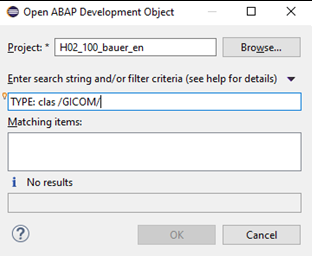 Open ABAP Development Object
Project: * H02_100_bauer_en Browse...
Enter search string and/or filter criteria (see help for details)
TYPE: clas /GICOM/
Matching items:
i No results
? OK Cancel